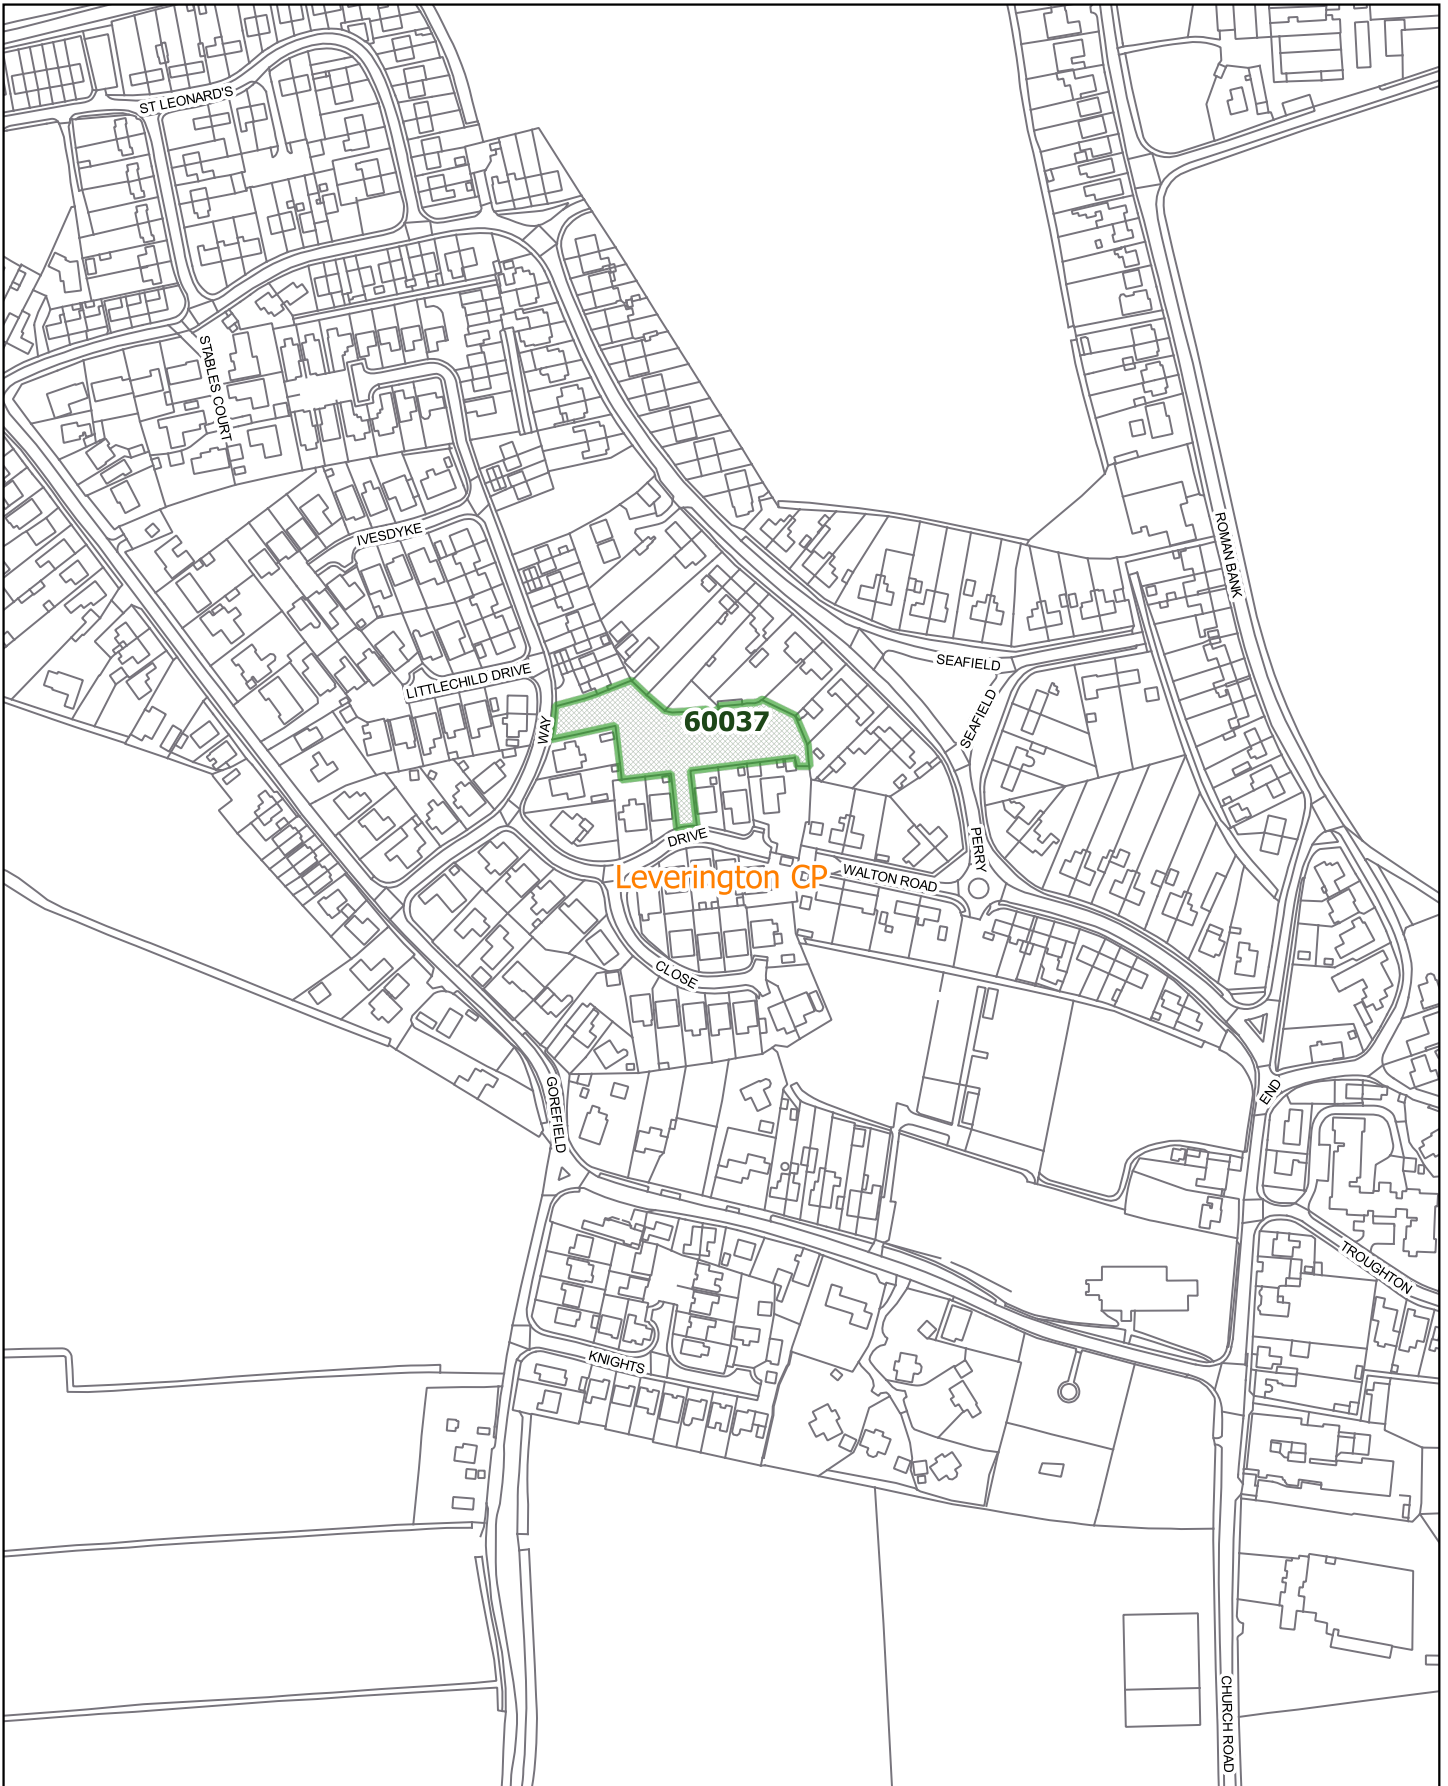 ST LEONARD'S
STABLES COURT
IVESDYKE
ROMAN BANK
SEAFIELD
LITTLECHILD DRIVE
SEAFIELD
WAY
60037
DRIVE
PERRY
Leverington CP
WALTON ROAD
CLOSE
GOREFIELD
END
TROUGHTON
KNIGHTS
CHURCH ROAD